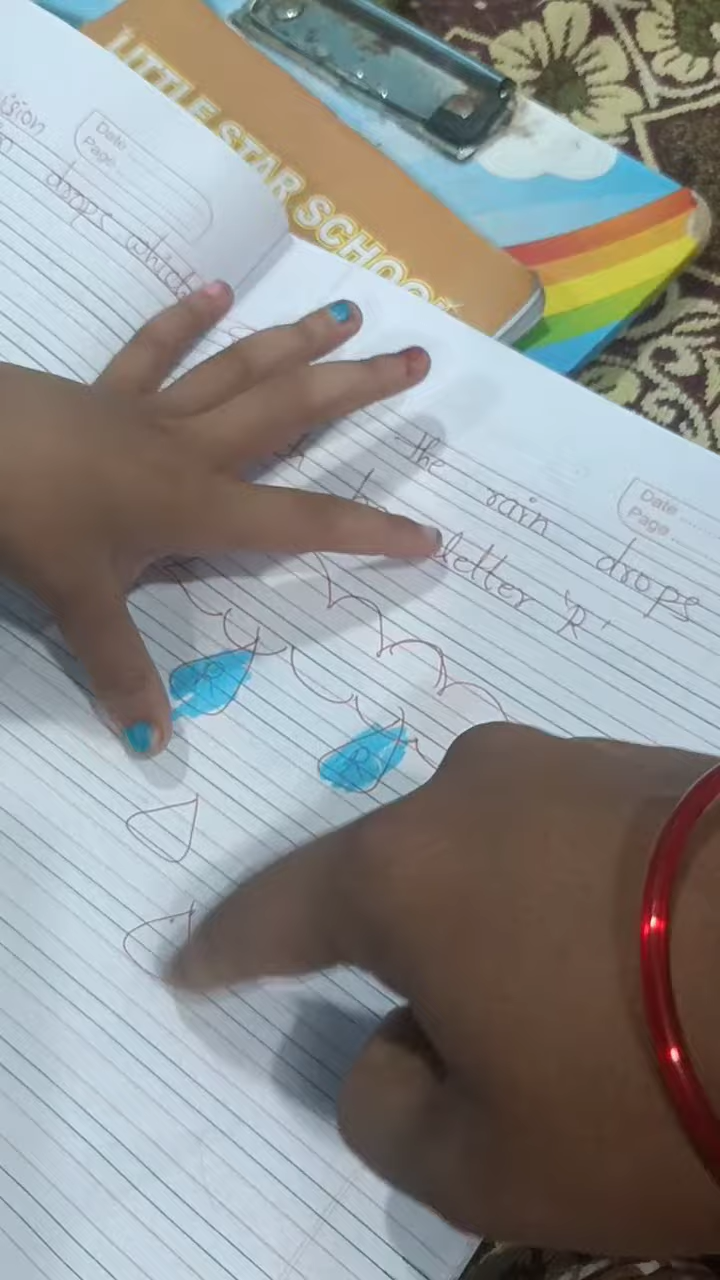 LITTLE STAR SCHOOL
Date
Page
drops which
Date
Page
the rain drops
letter 'R'
R
R